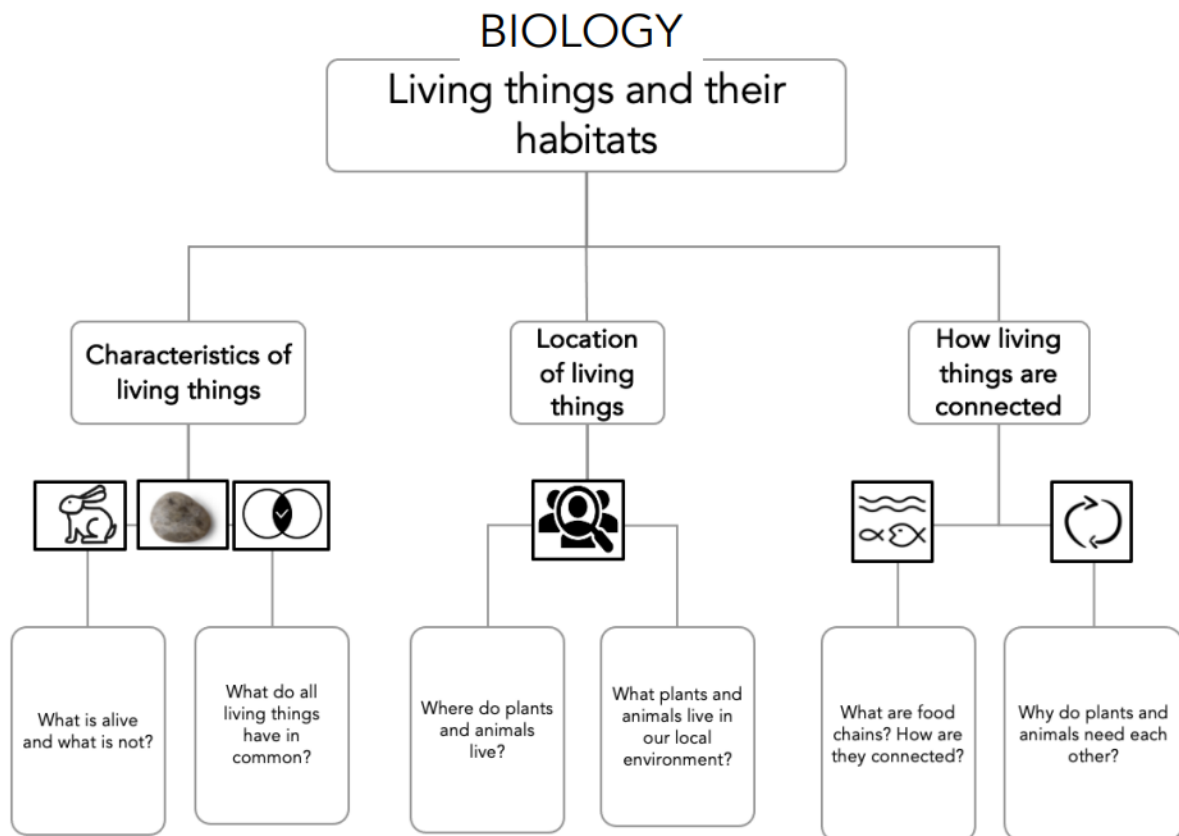 BIOLOGY
Living things and their
habitats
Characteristics of
living things
Location
of living
things
How living
things are
connected
What is alive
and what is not?
What do all
living things
have in
common?
Where do plants
and animals
live?
What plants and
animals live in
our local
environment?
What are food
chains? How are
they connected?
Why do plants and
animals need each
other?